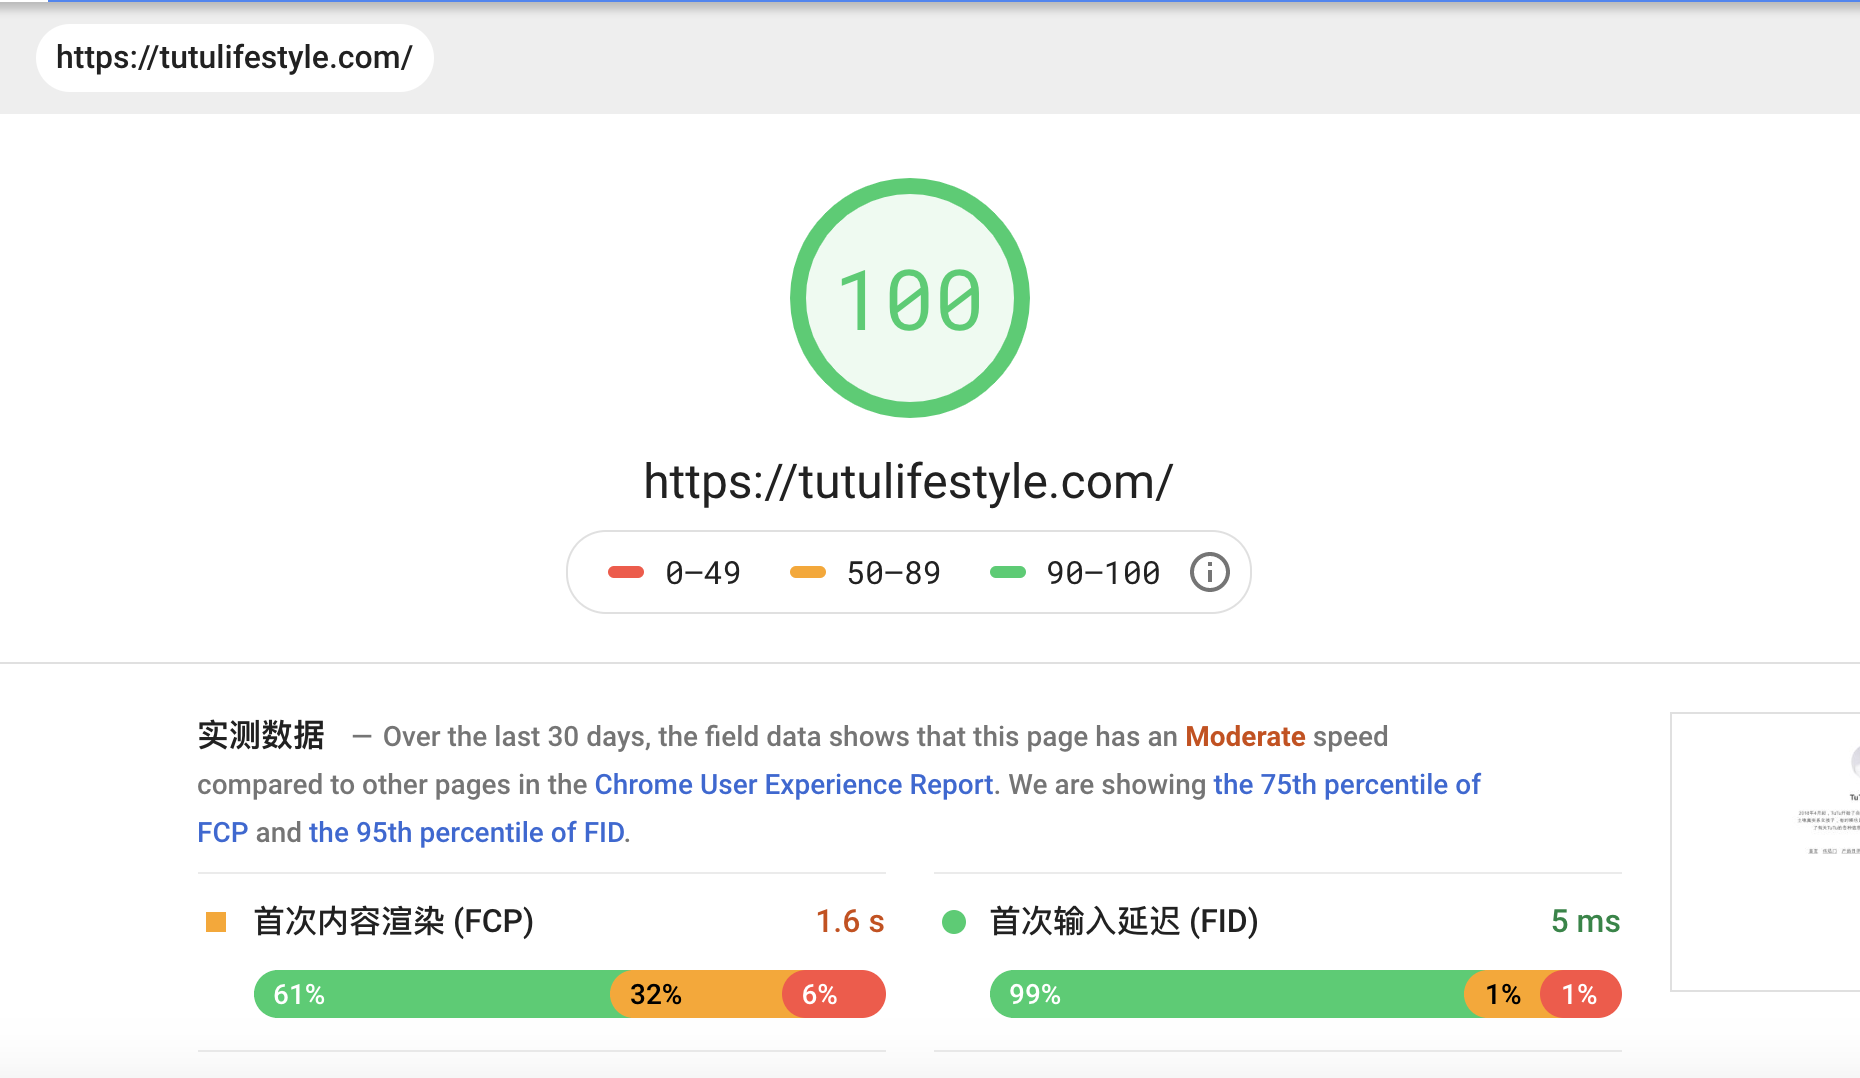 https://tutulifestyle.com/
100
https://tutulifestyle.com/
0–49 50–89 90–100
实测数据 — Over the last 30 days, the field data shows that this page has an Moderate speed
compared to other pages in the Chrome User Experience Report. We are showing the 75th percentile of
FCP and the 95th percentile of FID.
首次内容渲染 (FCP) 1.6 s
61% 32% 6%
首次输入延迟 (FID) 5 ms
99% 1% 1%